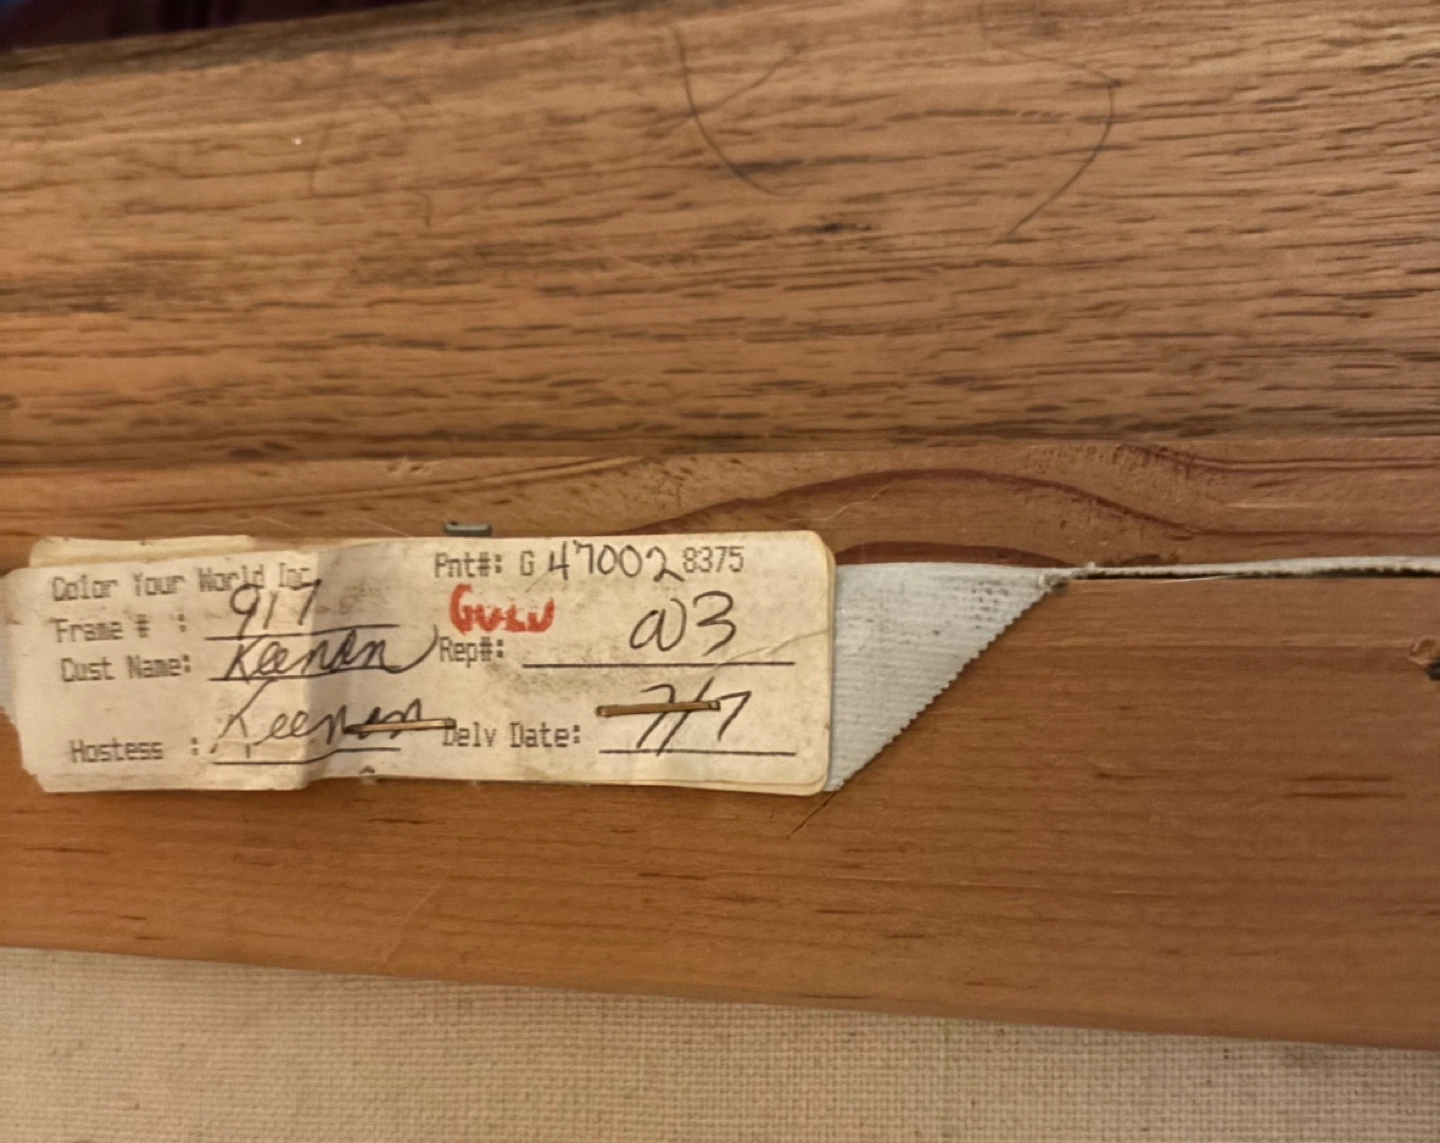 Color Your World Inc
Pnt#: G 47002 8375
Frame # : 917
GOLD
Cust Name: Keenan
Rep#: 03
Hostess : Keenan
Delv Date: 7/7